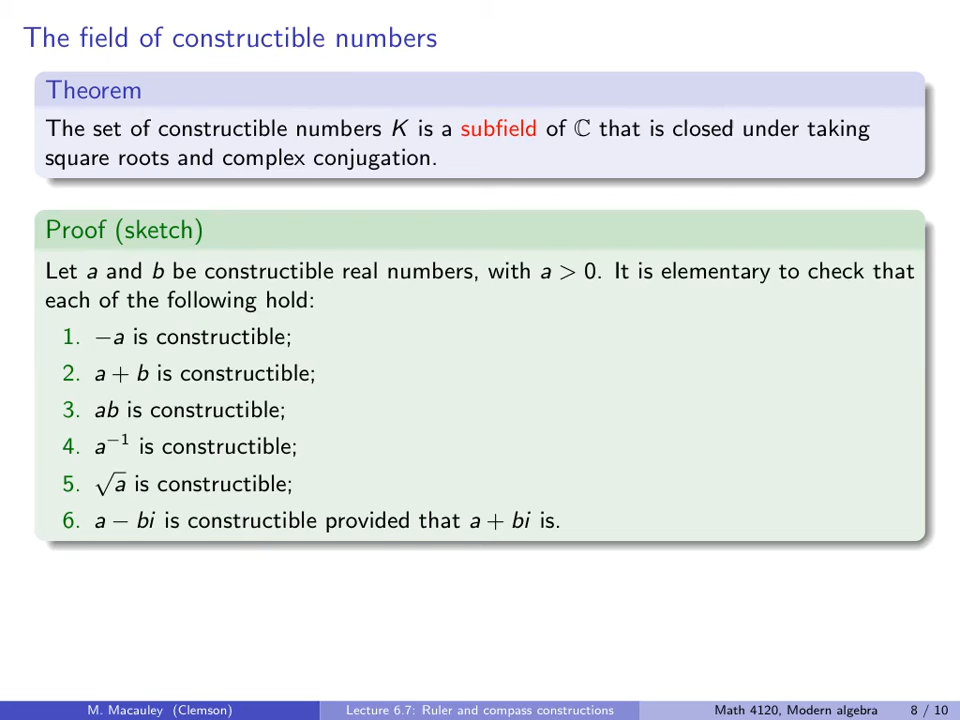 The field of constructible numbers
Theorem
The set of constructible numbers K is a subfield of ℂ that is closed under taking
square roots and complex conjugation.
Proof (sketch)
Let a and b be constructible real numbers, with a > 0. It is elementary to check that
each of the following hold:
1. −a is constructible;
2. a + b is constructible;
3. ab is constructible;
4. a⁻¹ is constructible;
5. √a is constructible;
6. a − bi is constructible provided that a + bi is.
M. Macauley (Clemson) Lecture 6.7: Ruler and compass constructions Math 4120, Modern algebra 8 / 10